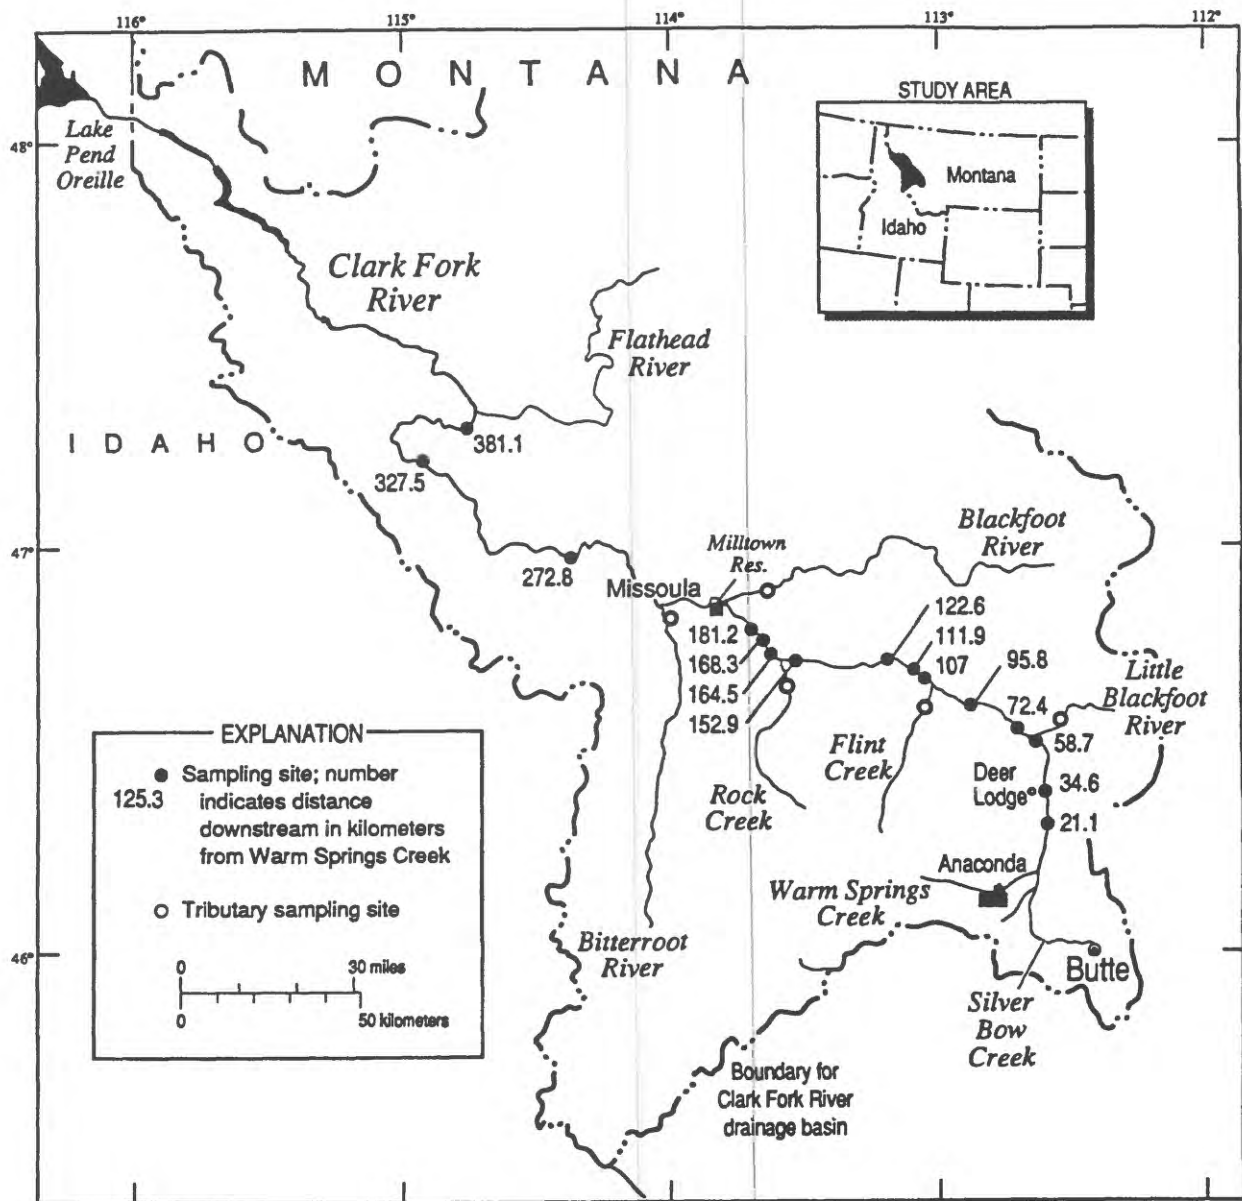 116°
115°
114°
113°
112°
M O N T A N A
STUDY AREA
Montana
Idaho
48°
Lake
Pend
Oreille
Clark Fork
River
Flathead
River
I D A H O
381.1
327.5
47°
272.8
Missoula
Milltown
Res.
Blackfoot
River
181.2
168.3
164.5
152.9
122.6
111.9
107
95.8
72.4
58.7
Little
Blackfoot
River
Deer
Lodge
34.6
21.1
Rock
Creek
Flint
Creek
Anaconda
Warm Springs
Creek
Bitterroot
River
Butte
Silver
Bow
Creek
46°
EXPLANATION
Sampling site; number
125.3 indicates distance
downstream in kilometers
from Warm Springs Creek
Tributary sampling site
0 30 miles
0 50 kilometers
Boundary for
Clark Fork River
drainage basin